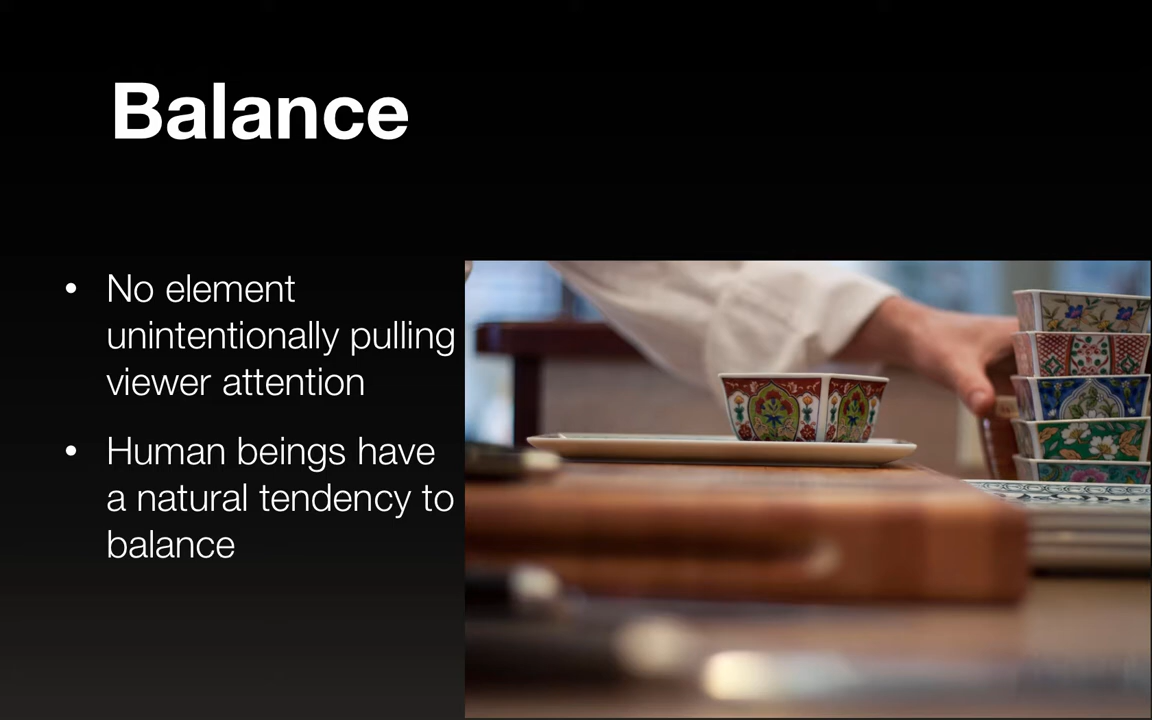 Balance
• No element
unintentionally pulling
viewer attention
• Human beings have
a natural tendency to
balance